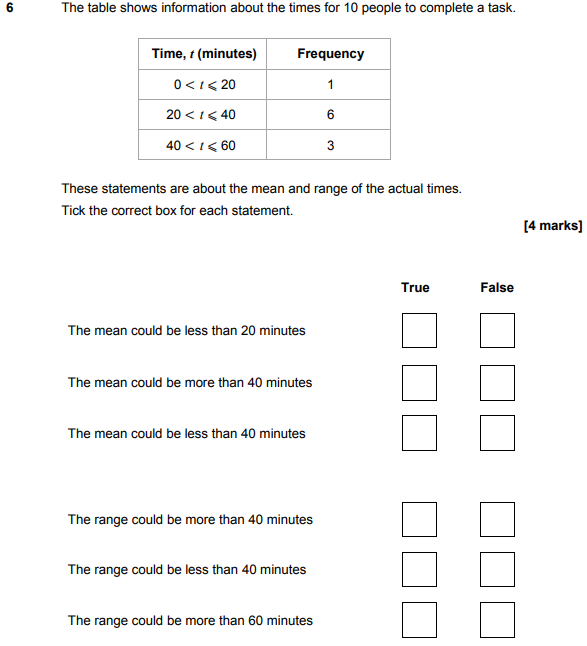 6 The table shows information about the times for 10 people to complete a task.
Time, t (minutes) Frequency
0 < t ⩽ 20 1
20 < t ⩽ 40 6
40 < t ⩽ 60 3
These statements are about the mean and range of the actual times.
Tick the correct box for each statement.
[4 marks]
True False
The mean could be less than 20 minutes
The mean could be more than 40 minutes
The mean could be less than 40 minutes
The range could be more than 40 minutes
The range could be less than 40 minutes
The range could be more than 60 minutes